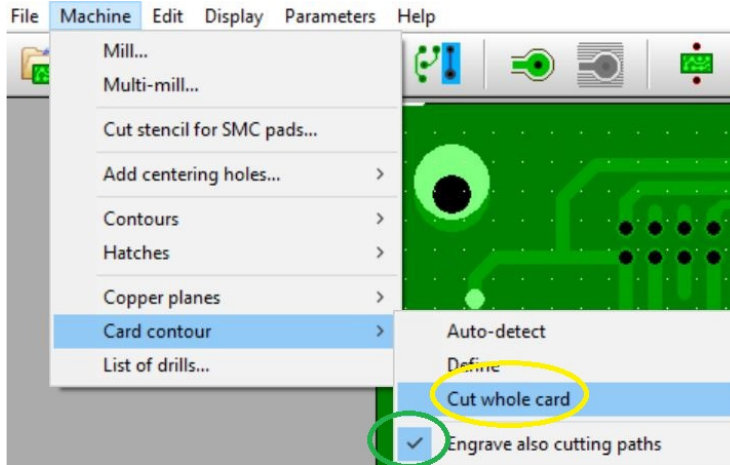 File Machine Edit Display Parameters Help
Mill...
Multi-mill...
Cut stencil for SMC pads...
Add centering holes...
Contours
Hatches
Copper planes
Card contour
List of drills...
Auto-detect
Define
Cut whole card
Engrave also cutting paths